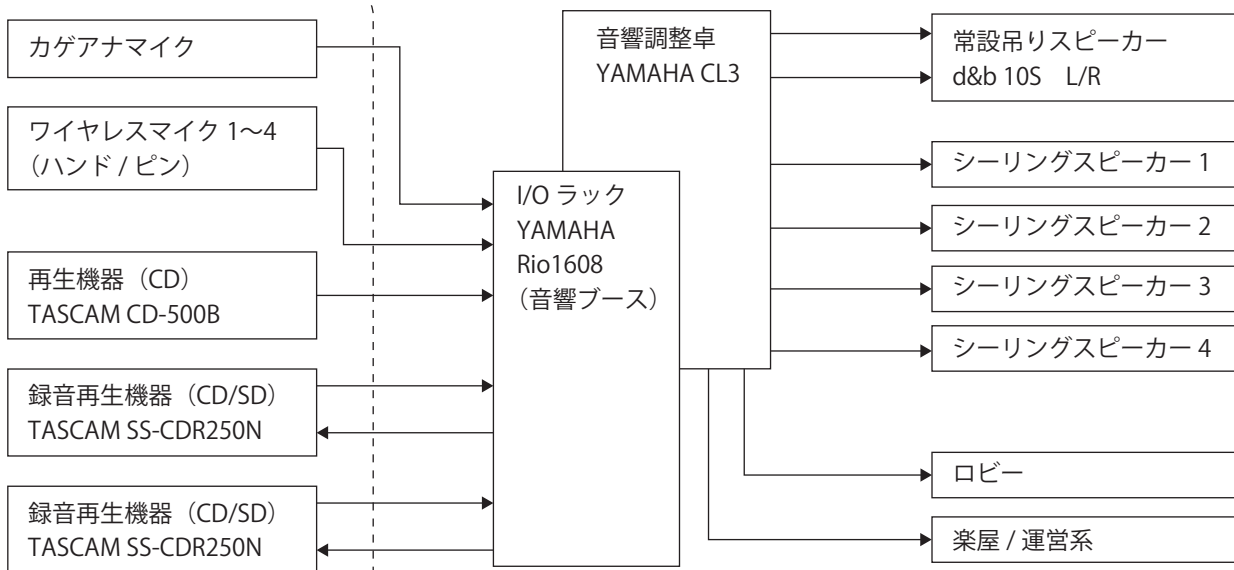 カゲアナマイク
ワイヤレスマイク 1〜4
（ハンド / ピン）
再生機器（CD）
TASCAM CD-500B
録音再生機器（CD/SD）
TASCAM SS-CDR250N
録音再生機器（CD/SD）
TASCAM SS-CDR250N
音響調整卓
YAMAHA CL3
I/O ラック
YAMAHA
Rio1608
（音響ブース）
常設吊りスピーカー
d&b 10S　L/R
シーリングスピーカー 1
シーリングスピーカー 2
シーリングスピーカー 3
シーリングスピーカー 4
ロビー
楽屋 / 運営系